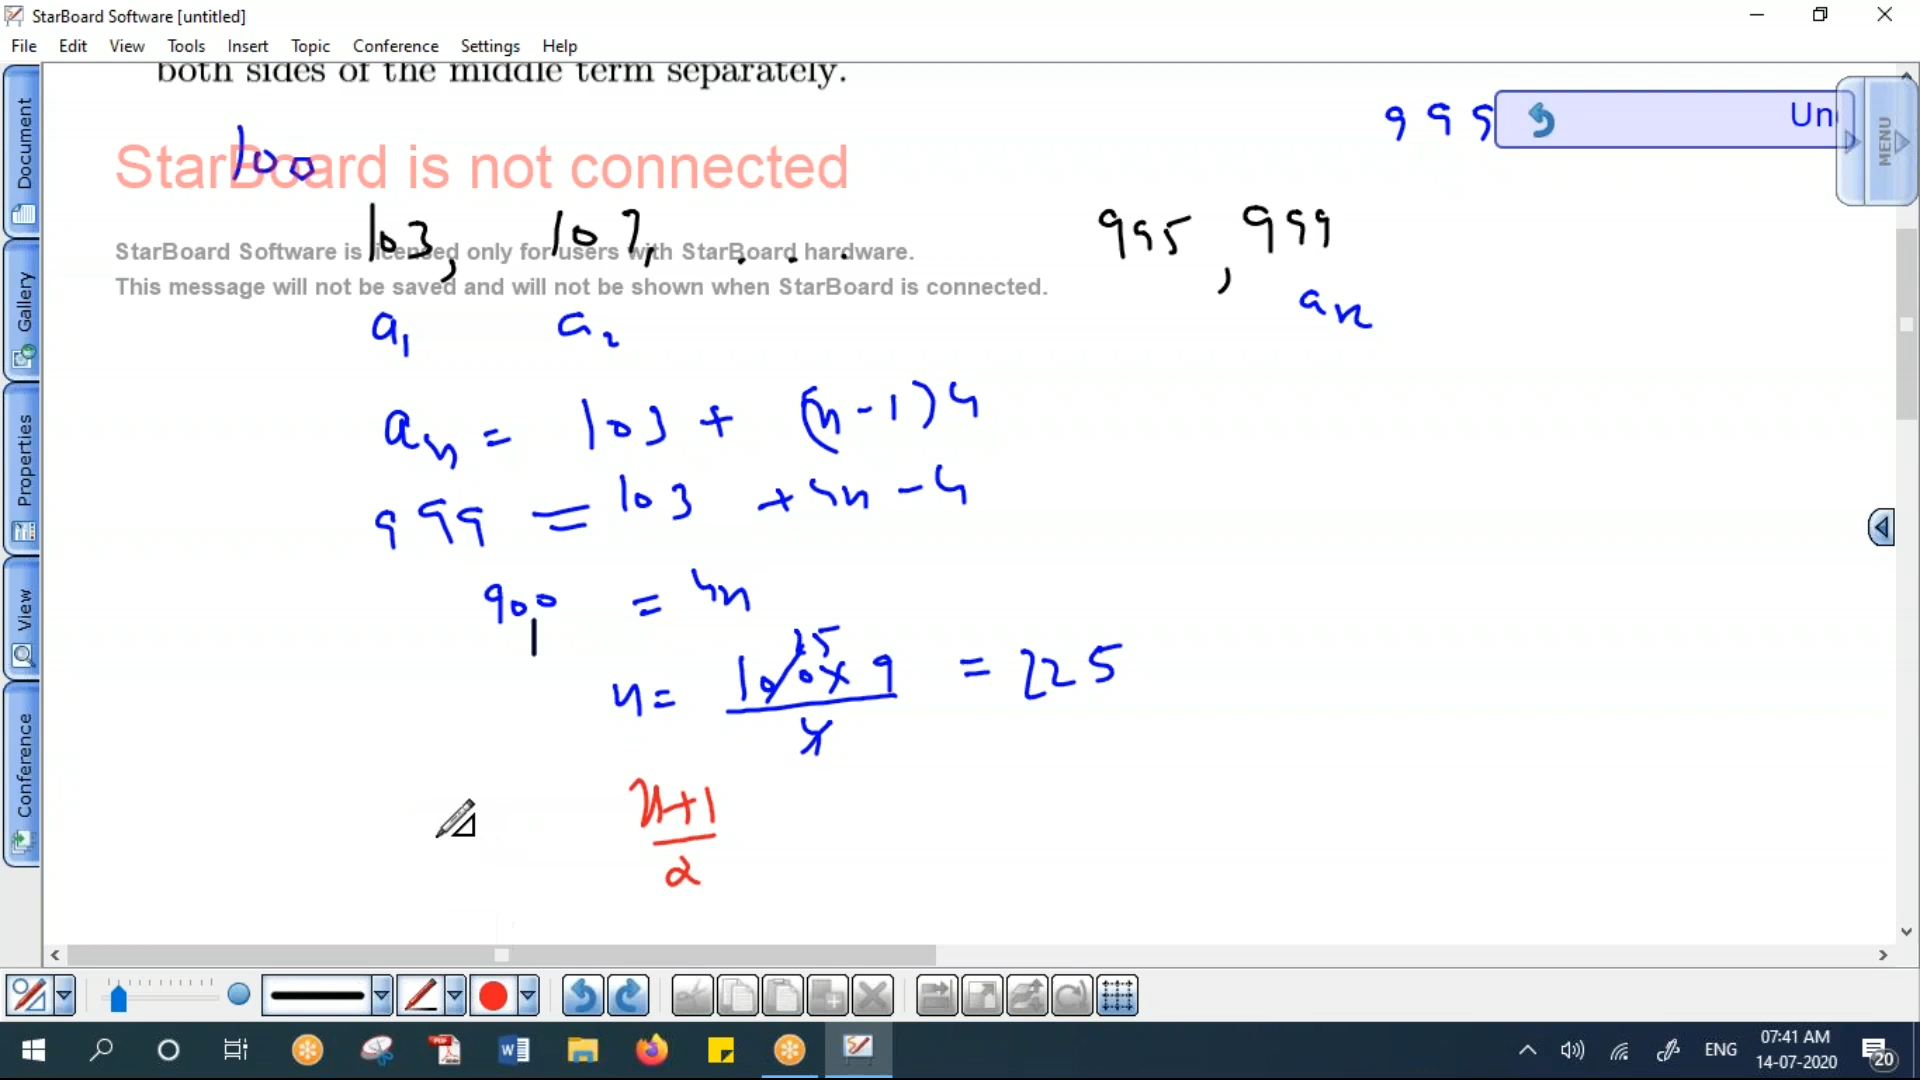 StarBoard Software [untitled]
File Edit View Tools Insert Topic Conference Settings Help
both sides of the middle term separately.
999
Un
MENU
100
StarBoard is not connected
103, 107, . . . 995, 999
StarBoard Software is licensed only for users with StarBoard hardware.
This message will not be saved and will not be shown when StarBoard is connected.
a1 a2 an
an = 103 + (n-1)4
999 = 103 + 4n - 4
900 = 4n
25
n = 100 x 9 / 4 = 225
n+1
2
Document
Gallery
Properties
View
Conference
ENG
07:41 AM
14-07-2020
20